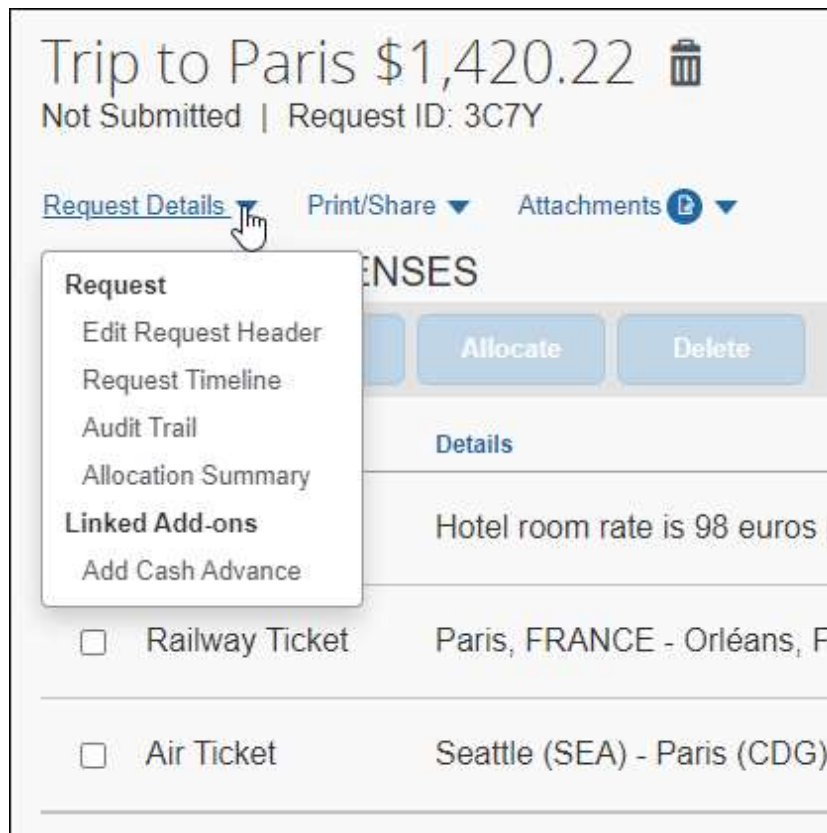 Trip to Paris $1,420.22
Not Submitted | Request ID: 3C7Y
Request Details Print/Share Attachments
Request
Edit Request Header
Request Timeline
Audit Trail
Allocation Summary
Linked Add-ons
Add Cash Advance
Allocate Delete
Details
Hotel room rate is 98 euros
Railway Ticket Paris, FRANCE - Orléans,
Air Ticket Seattle (SEA) - Paris (CDG)